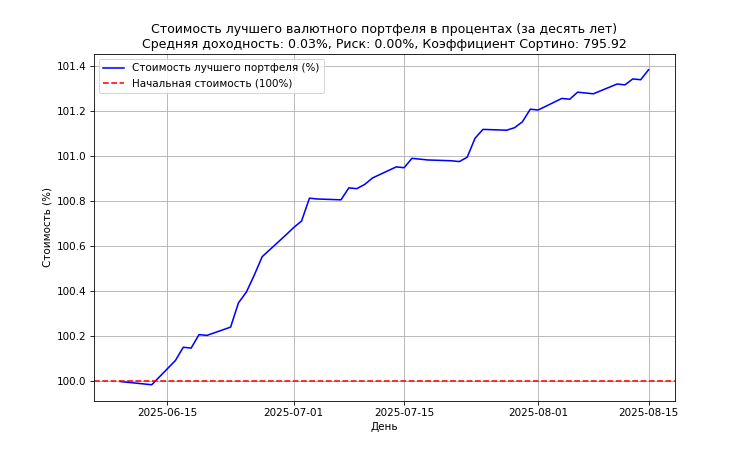 Стоимость лучшего валютного портфеля в процентах (за десять лет)
Средняя доходность: 0.03%, Риск: 0.00%, Коэффициент Сортино: 795.92
Стоимость лучшего портфеля (%)
Начальная стоимость (100%)
Стоимость (%)
101.4
101.2
101.0
100.8
100.6
100.4
100.2
100.0
2025-06-15
2025-07-01
2025-07-15
2025-08-01
2025-08-15
День